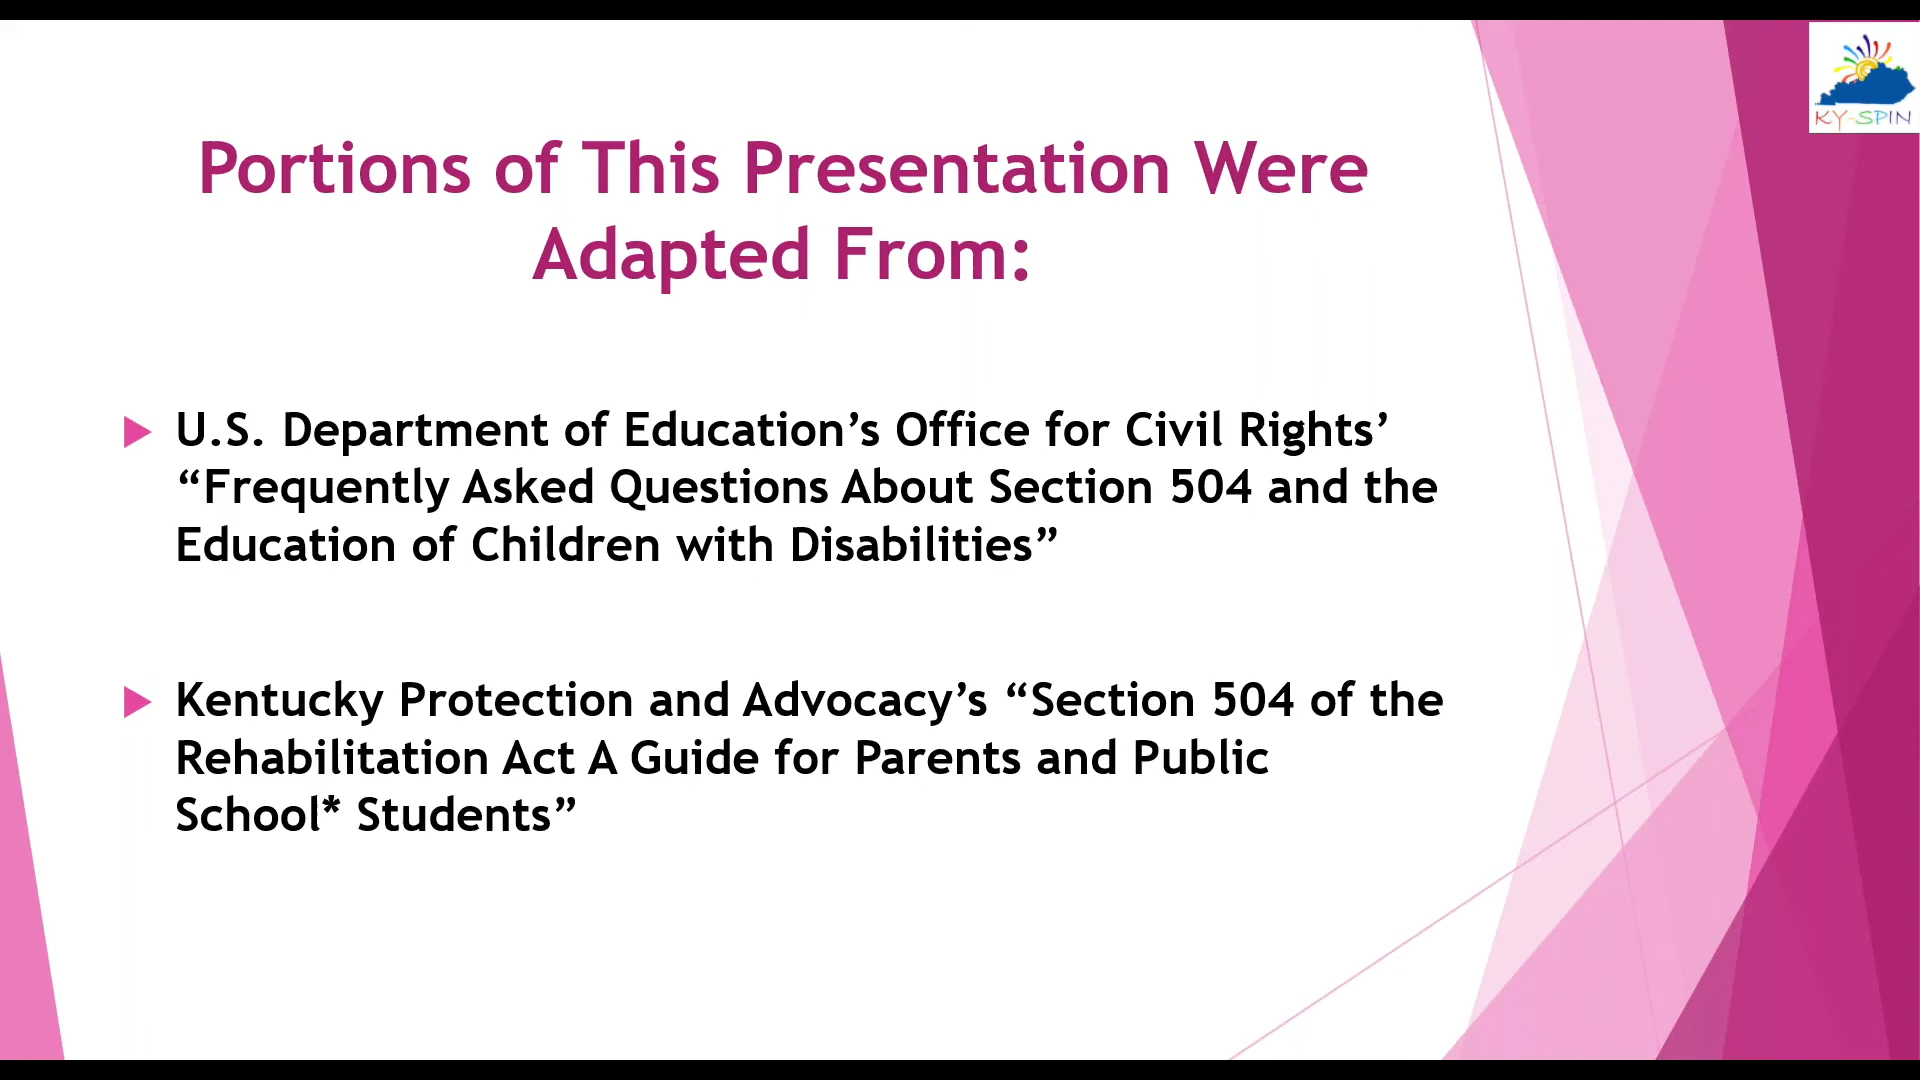 KY-SPIN
Portions of This Presentation Were
Adapted From:
U.S. Department of Education’s Office for Civil Rights’
“Frequently Asked Questions About Section 504 and the
Education of Children with Disabilities”
Kentucky Protection and Advocacy’s “Section 504 of the
Rehabilitation Act A Guide for Parents and Public
School* Students”